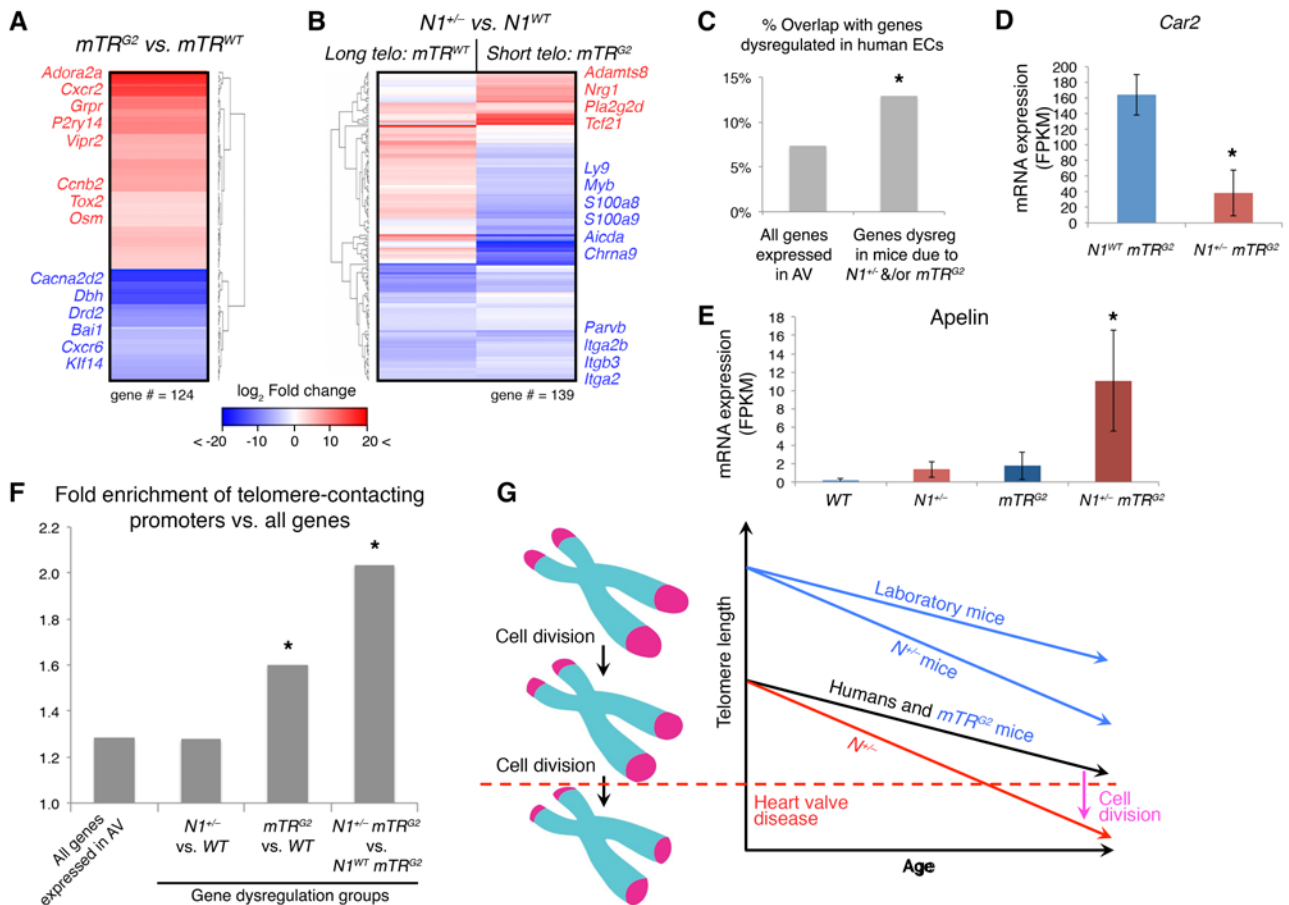 A
mTR^G2 vs. mTR^WT
Adora2a
Cxcr2
Grpr
P2ry14
Vipr2
Ccnb2
Tox2
Osm
Cacna2d2
Dbh
Drd2
Bai1
Cxcr6
Klf14
gene # = 124
B
N1^+/– vs. N1^WT
Long telo: mTR^WT
Short telo: mTR^G2
Adamts8
Nrg1
Pla2g2d
Tcf21
Ly9
Myb
S100a8
S100a9
Aicda
Chrna9
Parvb
Itga2b
Itgb3
Itga2
gene # = 139
log2 Fold change
< -20 -10 0 10 20 <
C
% Overlap with genes
dysregulated in human ECs
15%
10%
5%
0%
*
All genes
expressed
in AV
Genes dysreg
in mice due to
N1^+/- &/or mTR^G2
D
Car2
mRNA expression
(FPKM)
200
180
160
140
120
100
80
60
40
20
0
*
N1^WT mTR^G2
N1^+/– mTR^G2
E
Apelin
mRNA expression
(FPKM)
18
16
14
12
10
8
6
4
2
0
*
WT
N1^+/–
mTR^G2
N1^+/– mTR^G2
F
Fold enrichment of telomere-contacting
promoters vs. all genes
2.2
2.0
1.8
1.6
1.4
1.2
1.0
*
*
All genes
expressed in AV
N1^+/–
vs. WT
mTR^G2
vs. WT
N1^+/– mTR^G2
vs.
N1^WT mTR^G2
Gene dysregulation groups
G
Cell division
Cell division
Telomere length
Laboratory mice
N^+/– mice
Humans and mTR^G2 mice
N^+/–
Heart valve
disease
Cell
division
Age